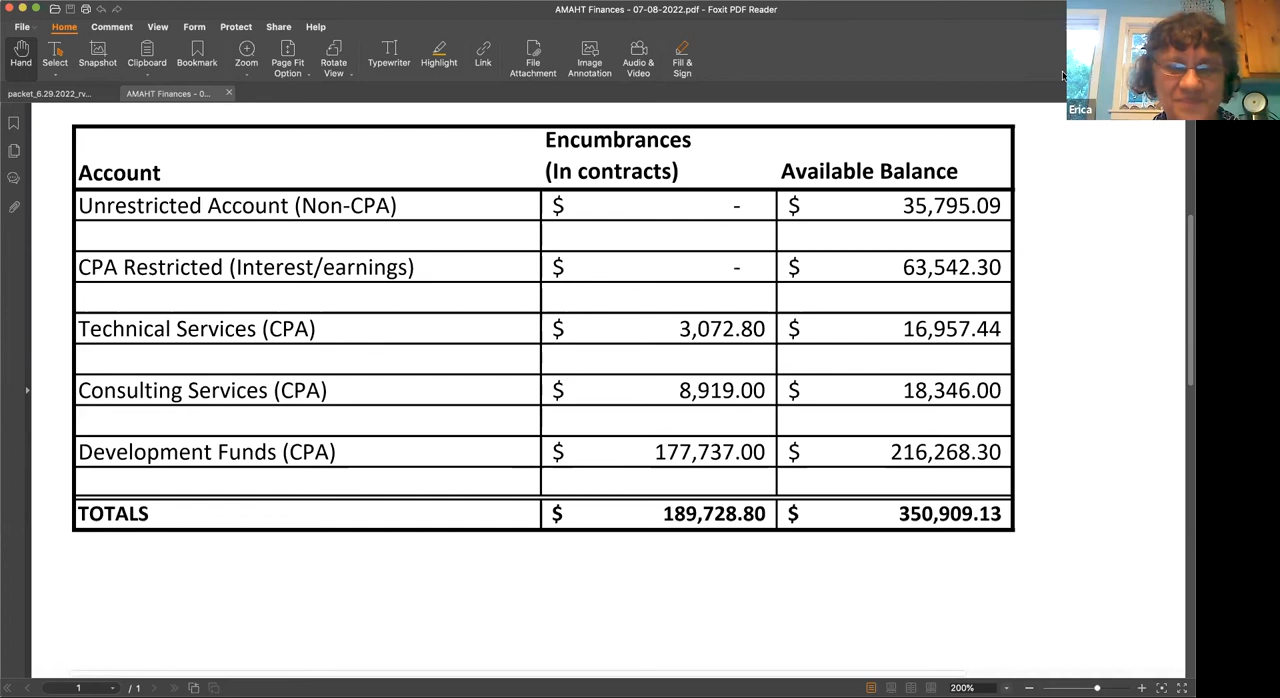 AMAHT Finances - 07-08-2022.pdf - Foxit PDF Reader
File Home Comment View Form Protect Share Help
Hand Select Snapshot Clipboard Bookmark Zoom Page Fit Option Rotate View Typewriter Highlight Link File Attachment Image Annotation Audio & Video Fill & Sign
packet_6.29.2022_rv... AMAHT Finances - 0...
Erica
Account Encumbrances (In contracts) Available Balance
Unrestricted Account (Non-CPA) $ - $ 35,795.09
CPA Restricted (Interest/earnings) $ - $ 63,542.30
Technical Services (CPA) $ 3,072.80 $ 16,957.44
Consulting Services (CPA) $ 8,919.00 $ 18,346.00
Development Funds (CPA) $ 177,737.00 $ 216,268.30
TOTALS $ 189,728.80 $ 350,909.13
1 / 1 200%